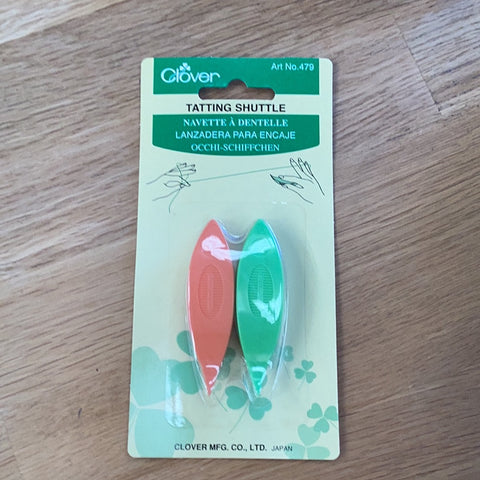 Clover
Art No.479
TATTING SHUTTLE
NAVETTE À DENTELLE
LANZADERA PARA ENCAJE
OCCHI-SCHIFFCHEN
CLOVER MFG. CO., LTD. JAPAN